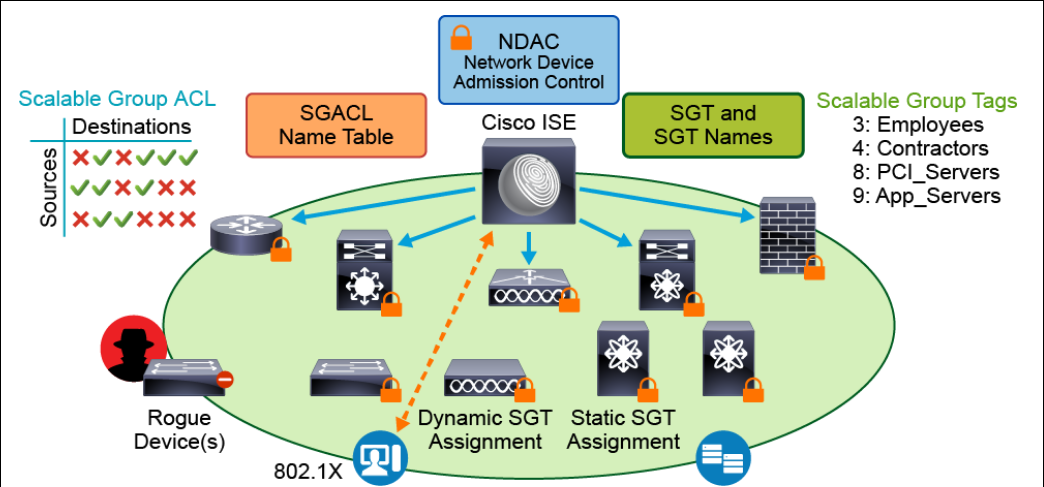 NDAC
Network Device
Admission Control
Scalable Group ACL
Destinations
Sources
SGACL
Name Table
Cisco ISE
SGT and
SGT Names
Scalable Group Tags
3: Employees
4: Contractors
8: PCI_Servers
9: App_Servers
Rogue
Device(s)
Dynamic SGT
Assignment
Static SGT
Assignment
802.1X